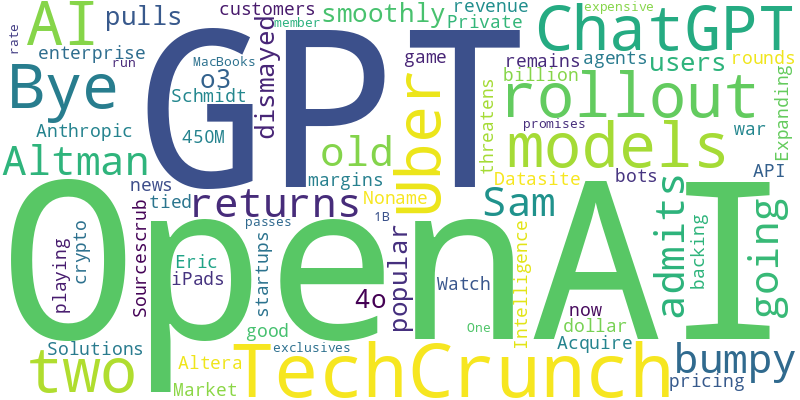 AI
pulls
customers
member
revenue
expensive
smoothly
Private
ChatGPT
rate
enterprise
run
MacBooks
GPT
dismayed
game
remains
agents
users
rounds
Bye
o3
Schmidt
Uber
billion
threatens
rollout
Expanding
Anthropic
450M
promises
war
Altman
old
models
margins
Datasite
bots
API
news
tied
returns
Noname
Sam
admits
going
playing
crypto
Sourcescrub
passes
1B
popular
backing
OpenAI
Eric
iPads
startups
4o
Watch
Intelligence
good
One
now
dollar
Solutions
exclusives
Acquire
two
Altera
Market
TechCrunch
bumpy
pricing